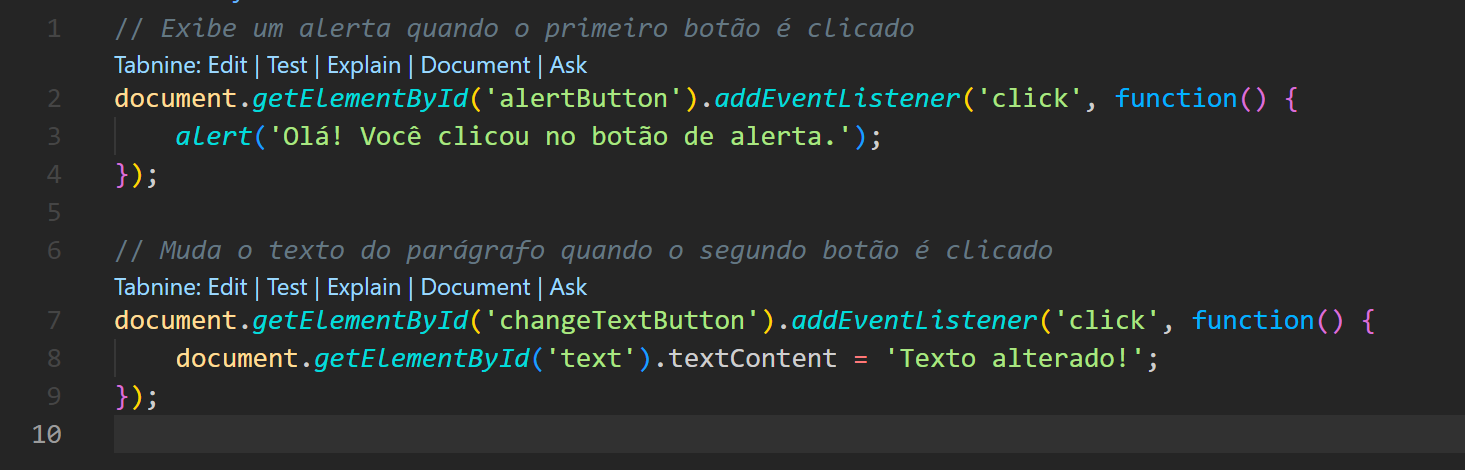 1 // Exibe um alerta quando o primeiro botão é clicado
Tabnine: Edit | Test | Explain | Document | Ask
2 document.getElementById('alertButton').addEventListener('click', function() {
3     alert('Olá! Você clicou no botão de alerta.');
4 });
5
6 // Muda o texto do parágrafo quando o segundo botão é clicado
Tabnine: Edit | Test | Explain | Document | Ask
7 document.getElementById('changeTextButton').addEventListener('click', function() {
8     document.getElementById('text').textContent = 'Texto alterado!';
9 });
10